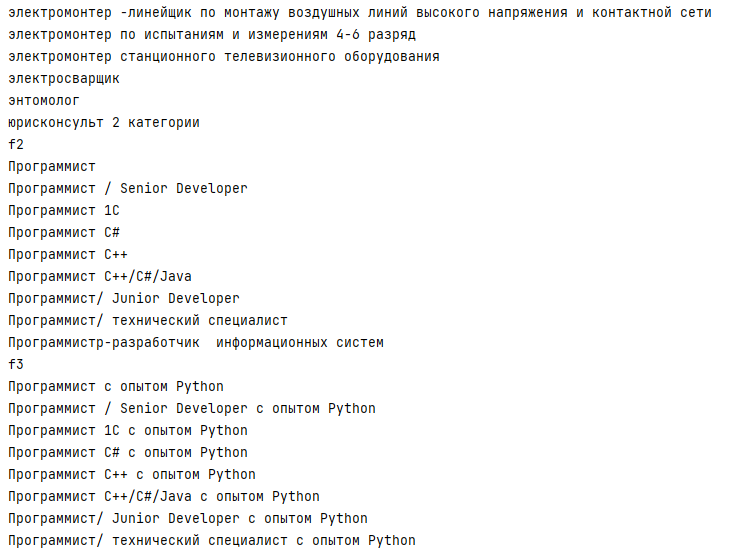 электромонтер -линейщик по монтажу воздушных линий высокого напряжения и контактной сети
электромонтер по испытаниям и измерениям 4-6 разряд
электромонтер станционного телевизионного оборудования
электросварщик
энтомолог
юрисконсульт 2 категории
f2
Программист
Программист / Senior Developer
Программист 1C
Программист C#
Программист C++
Программист C++/C#/Java
Программист/ Junior Developer
Программист/ технический специалист
Программистр-разработчик  информационных систем
f3
Программист с опытом Python
Программист / Senior Developer с опытом Python
Программист 1C с опытом Python
Программист C# с опытом Python
Программист C++ с опытом Python
Программист C++/C#/Java с опытом Python
Программист/ Junior Developer с опытом Python
Программист/ технический специалист с опытом Python